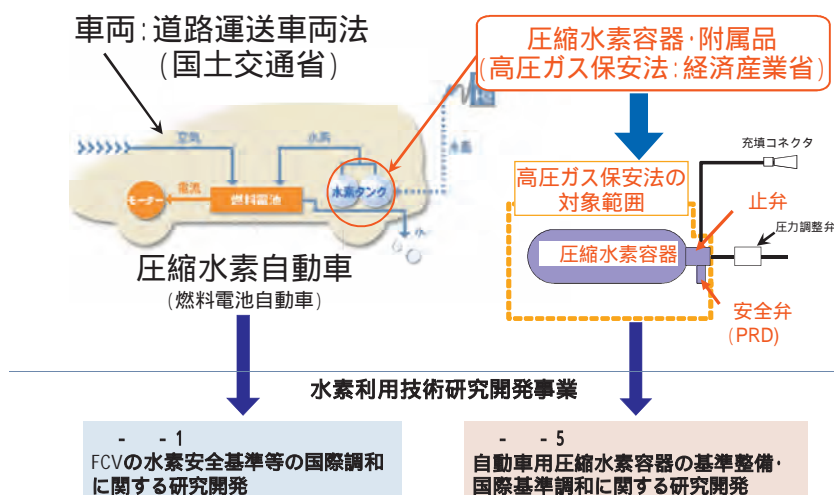 車両：道路運送車両法
(国土交通省)
圧縮水素容器・附属品
(高圧ガス保安法：経済産業省)
空気
水素
水素
充填コネクタ
モーター
電流
燃料電池
水素タンク
水
高圧ガス保安法の
対象範囲
止弁
圧力調整弁
圧縮水素容器
圧縮水素自動車
(燃料電池自動車)
安全弁
(PRD)
水素利用技術研究開発事業
- - 1
FCVの水素安全基準等の国際調和
に関する研究開発
- - 5
自動車用圧縮水素容器の基準整備・
国際基準調和に関する研究開発